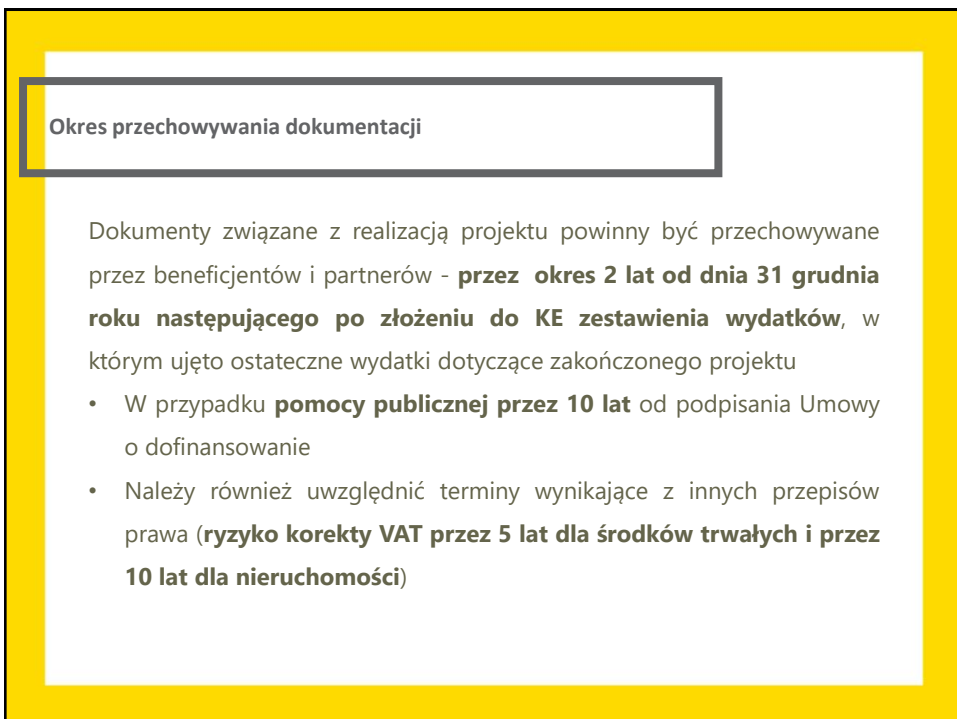 Okres przechowywania dokumentacji
Dokumenty związane z realizacją projektu powinny być przechowywane
przez beneficjentów i partnerów - przez okres 2 lat od dnia 31 grudnia
roku następującego po złożeniu do KE zestawienia wydatków, w
którym ujęto ostateczne wydatki dotyczące zakończonego projektu
• W przypadku pomocy publicznej przez 10 lat od podpisania Umowy
o dofinansowanie
• Należy również uwzględnić terminy wynikające z innych przepisów
prawa (ryzyko korekty VAT przez 5 lat dla środków trwałych i przez
10 lat dla nieruchomości)